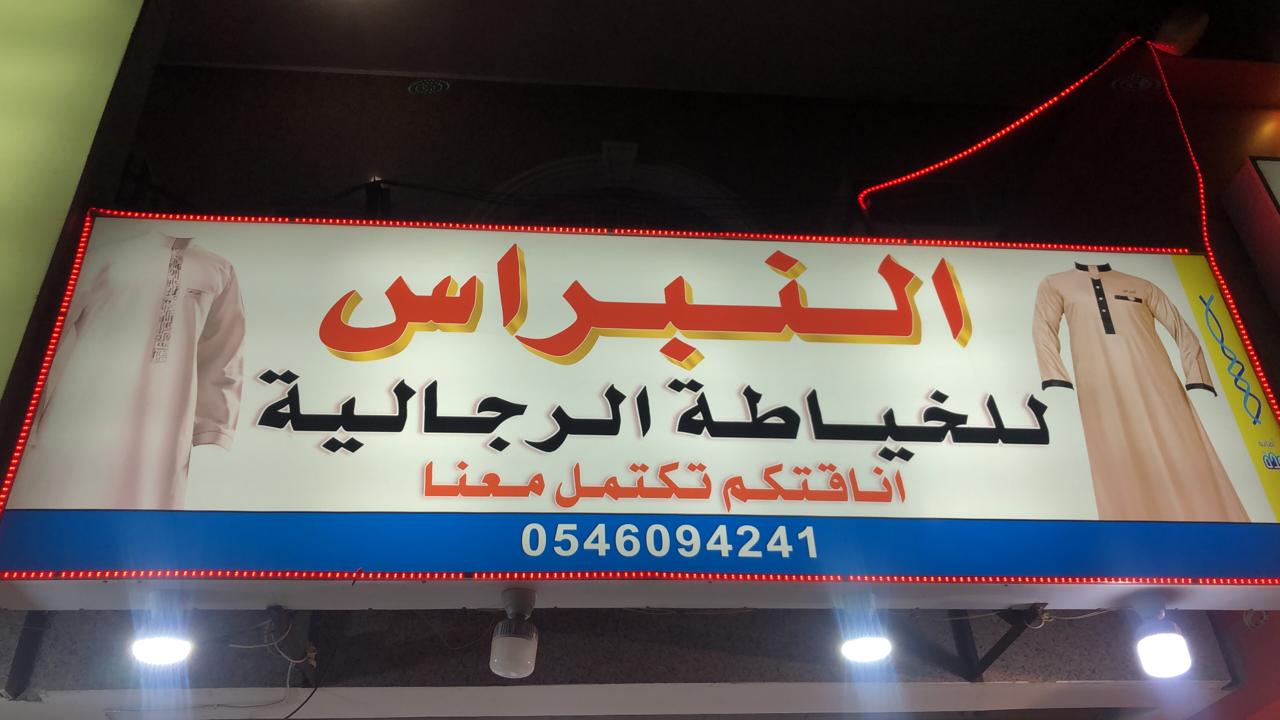 النبراس
للخياطة الرجالية
اناقتكم تكتمل معنا
0546094241